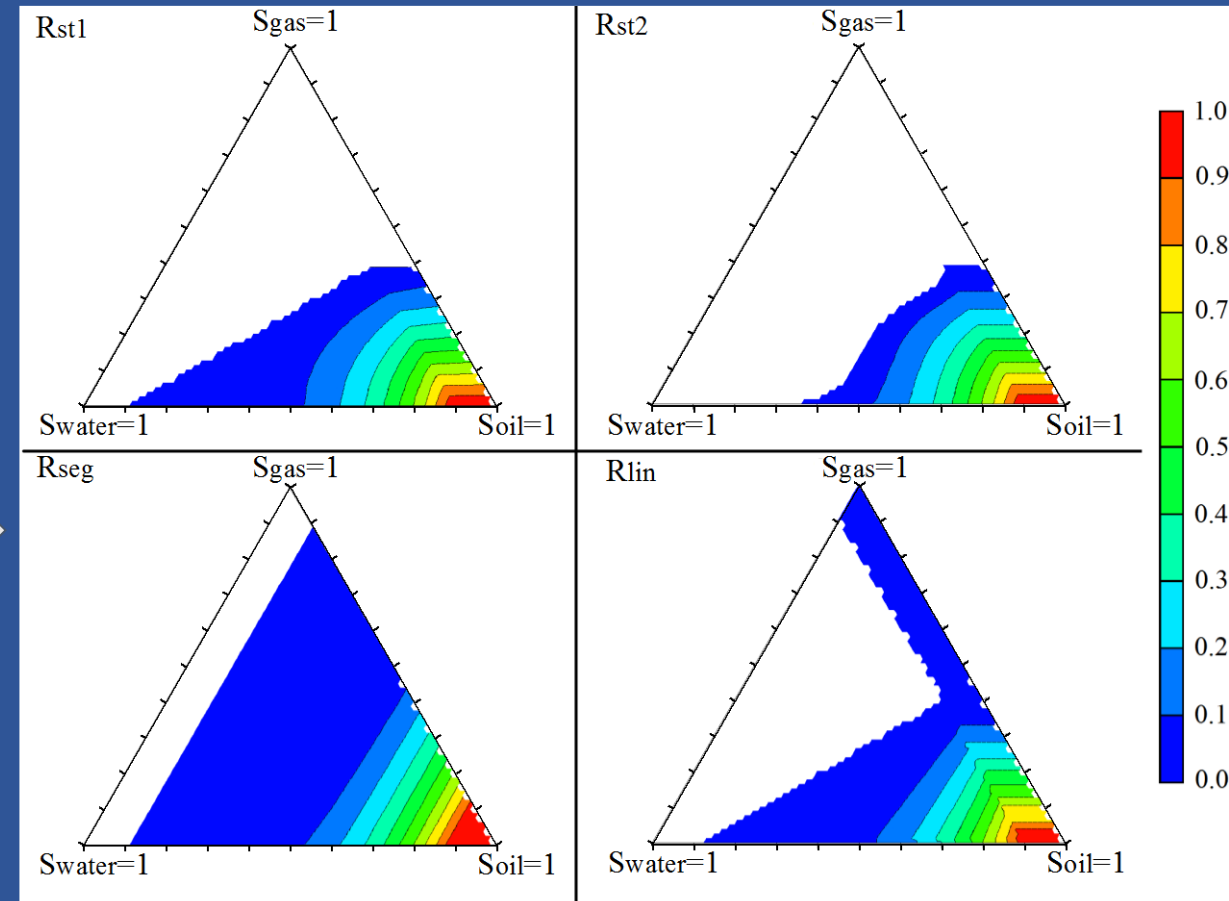 Rst1
Sgas=1
Swater=1
Soil=1
Rst2
Sgas=1
Swater=1
Soil=1
Rseg
Sgas=1
Swater=1
Soil=1
Rlin
Sgas=1
Swater=1
Soil=1
1.0
0.9
0.8
0.7
0.6
0.5
0.4
0.3
0.2
0.1
0.0